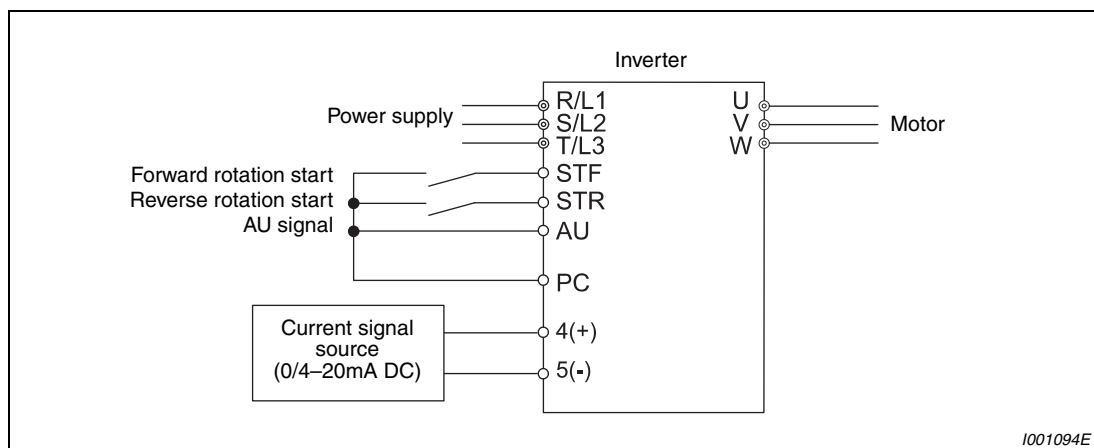 Inverter
Power supply
R/L1
S/L2
T/L3
U
V
W
Motor
Forward rotation start
STF
Reverse rotation start
STR
AU signal
AU
PC
Current signal
source
(0/4–20mA DC)
4(+)
5(-)
I001094E